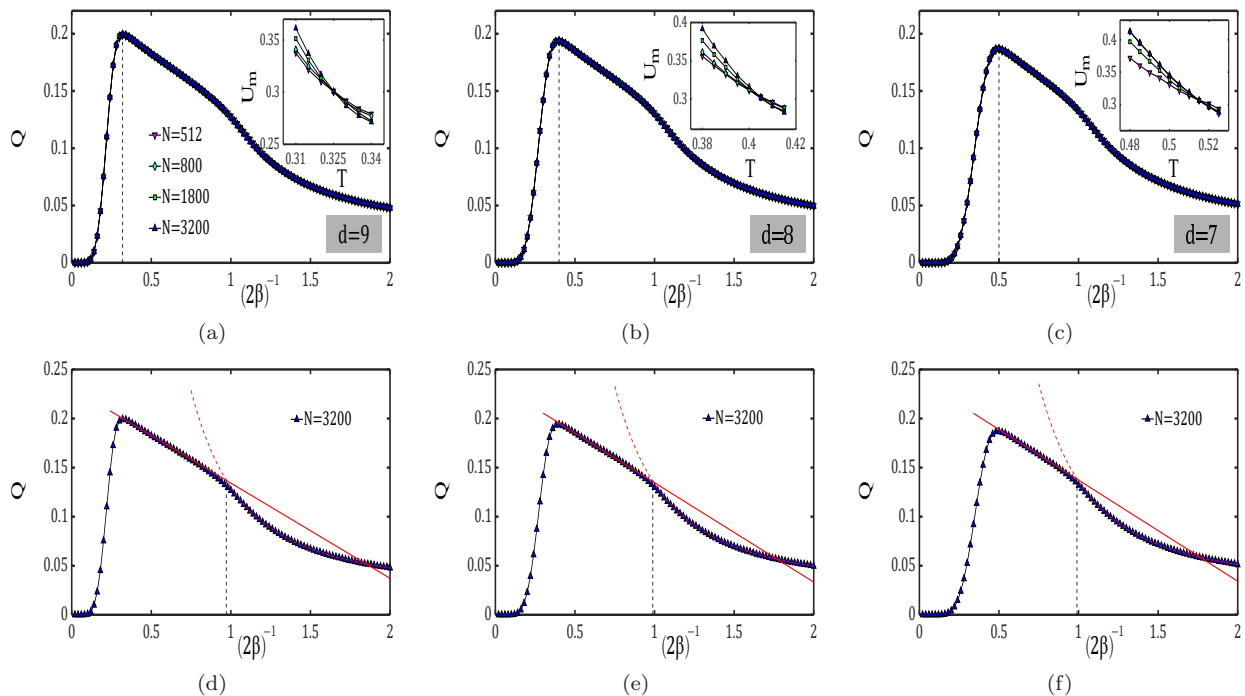 0.2
0.15
0.1
0.05
0
Q
N=512
N=800
N=1800
N=3200
0.35
0.3
0.25
U_m
0.31 0.325 0.34
T
d=9
0 0.5 1 1.5 2
(2β)^-1
(a)
0.2
0.15
0.1
0.05
0
Q
0.4
0.35
0.3
U_m
0.38 0.4 0.42
T
d=8
0 0.5 1 1.5 2
(2β)^-1
(b)
0.2
0.15
0.1
0.05
0
Q
0.4
0.35
0.3
U_m
0.48 0.5 0.52
T
d=7
0 0.5 1 1.5 2
(2β)^-1
(c)
0.25
0.2
0.15
0.1
0.05
0
Q
N=3200
0 0.5 1 1.5 2
(2β)^-1
(d)
0.25
0.2
0.15
0.1
0.05
0
Q
N=3200
0 0.5 1 1.5 2
(2β)^-1
(e)
0.25
0.2
0.15
0.1
0.05
0
Q
N=3200
0 0.5 1 1.5 2
(2β)^-1
(f)